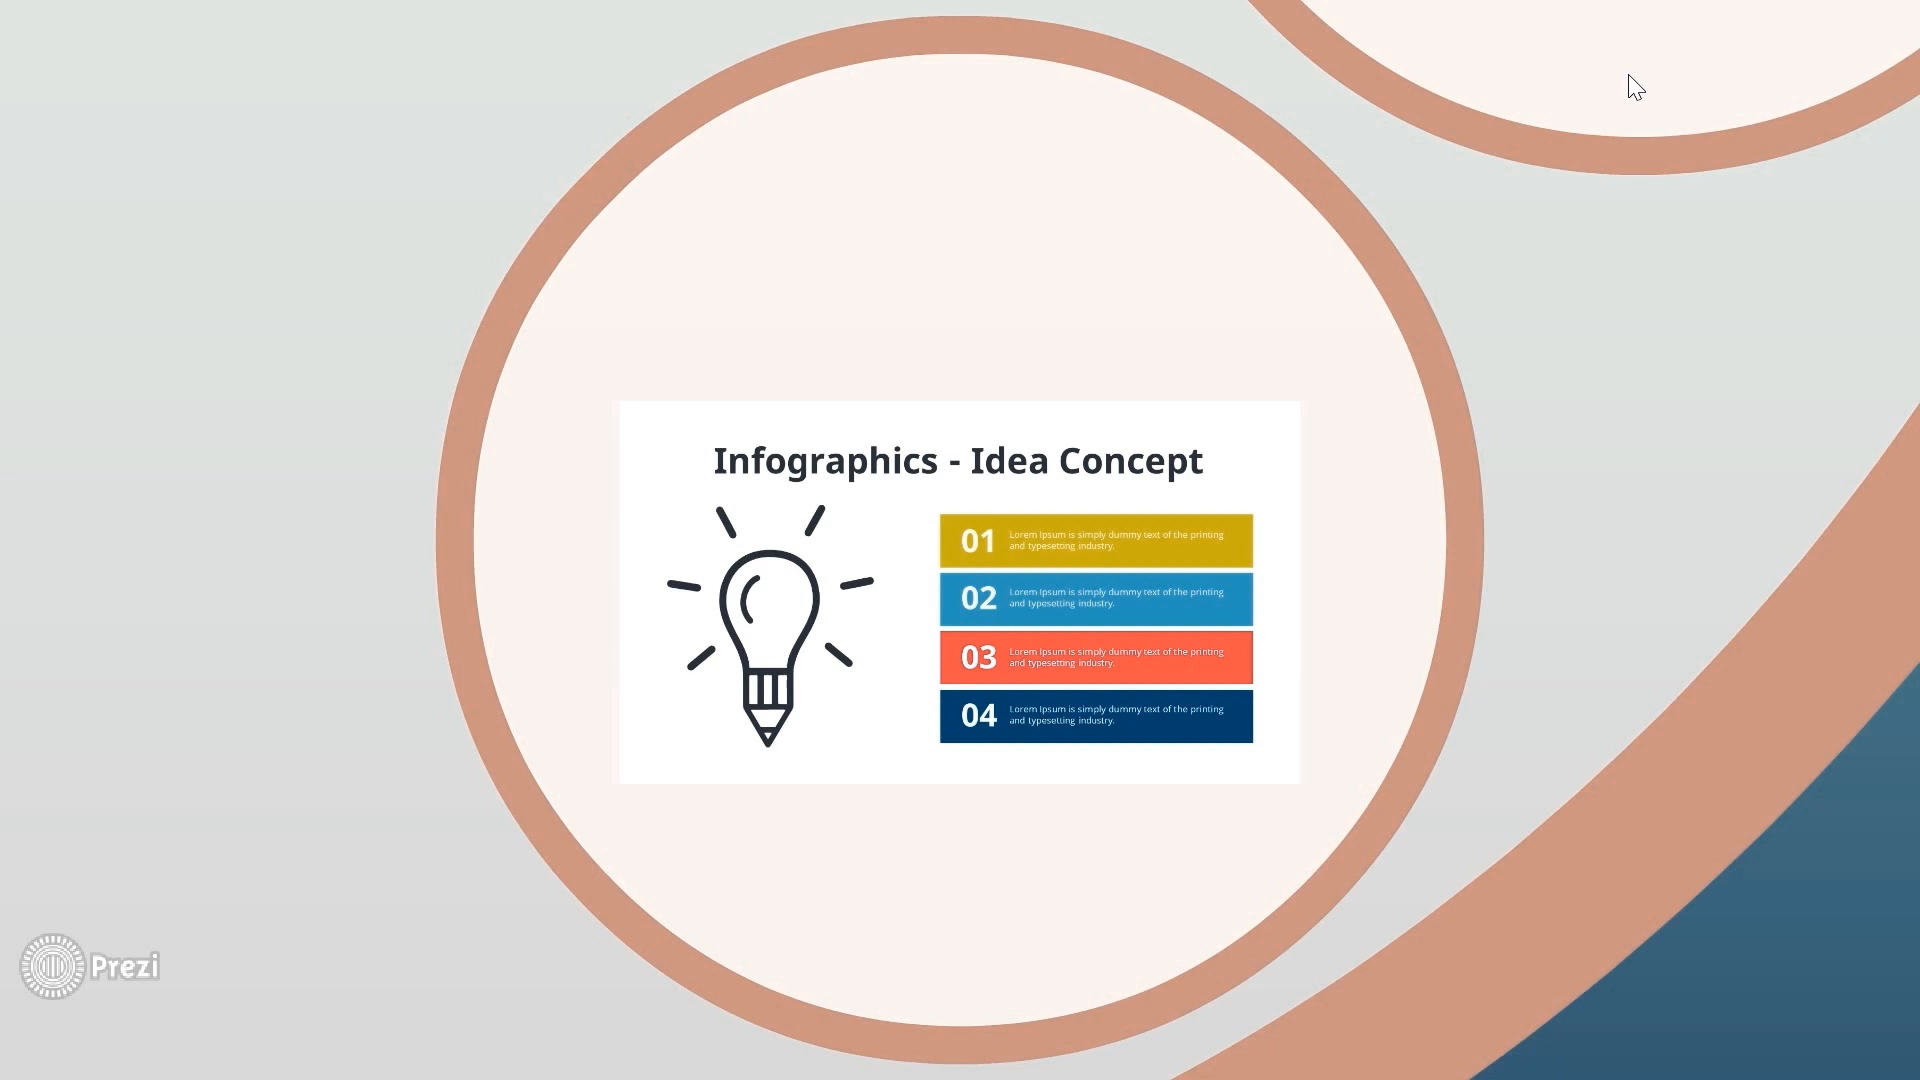 Infographics - Idea Concept
01
Lorem Ipsum is simply dummy text of the printing
and typesetting industry.
02
Lorem Ipsum is simply dummy text of the printing
and typesetting industry.
03
Lorem Ipsum is simply dummy text of the printing
and typesetting industry.
04
Lorem Ipsum is simply dummy text of the printing
and typesetting industry.
Prezi